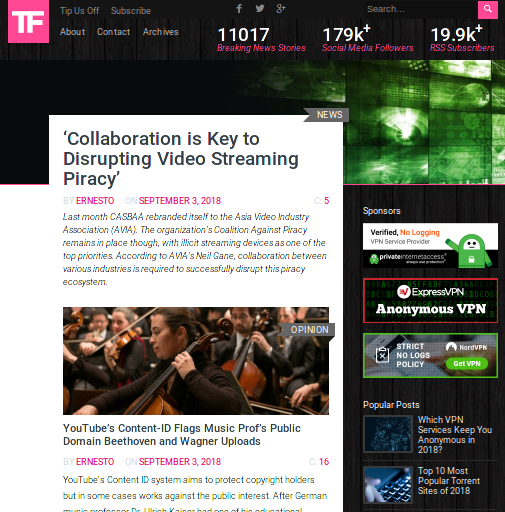 TF
Tip Us Off Subscribe
About Contact Archives
Search...
11017
Breaking News Stories
179k+
Social Media Followers
19.9k+
RSS Subscribers
NEWS
‘Collaboration is Key to
Disrupting Video Streaming
Piracy’
BY ERNESTO ON SEPTEMBER 3, 2018 C: 5
Last month CASBAA rebranded itself to the Asia Video Industry
Association (AVIA). The organization's Coalition Against Piracy
remains in place though, with illicit streaming devices as one of the
top priorities. According to AVIA's Neil Gane, collaboration between
various industries is required to successfully disrupt this piracy
ecosystem.
OPINION
YouTube's Content-ID Flags Music Prof's Public
Domain Beethoven and Wagner Uploads
BY ERNESTO ON SEPTEMBER 3, 2018 C: 16
YouTube's Content ID system aims to protect copyright holders
but in some cases works against the public interest. After German
music professor Dr. Ulrich Kaiser had one of his educational
Sponsors
Verified, No Logging
VPN Service Provider
privateinternetaccess
always use protection
ExpressVPN
Anonymous VPN
STRICT
NO LOGS
POLICY
NordVPN
Get VPN
Popular Posts
Which VPN
Services Keep You
Anonymous in
2018?
Top 10 Most
Popular Torrent
Sites of 2018